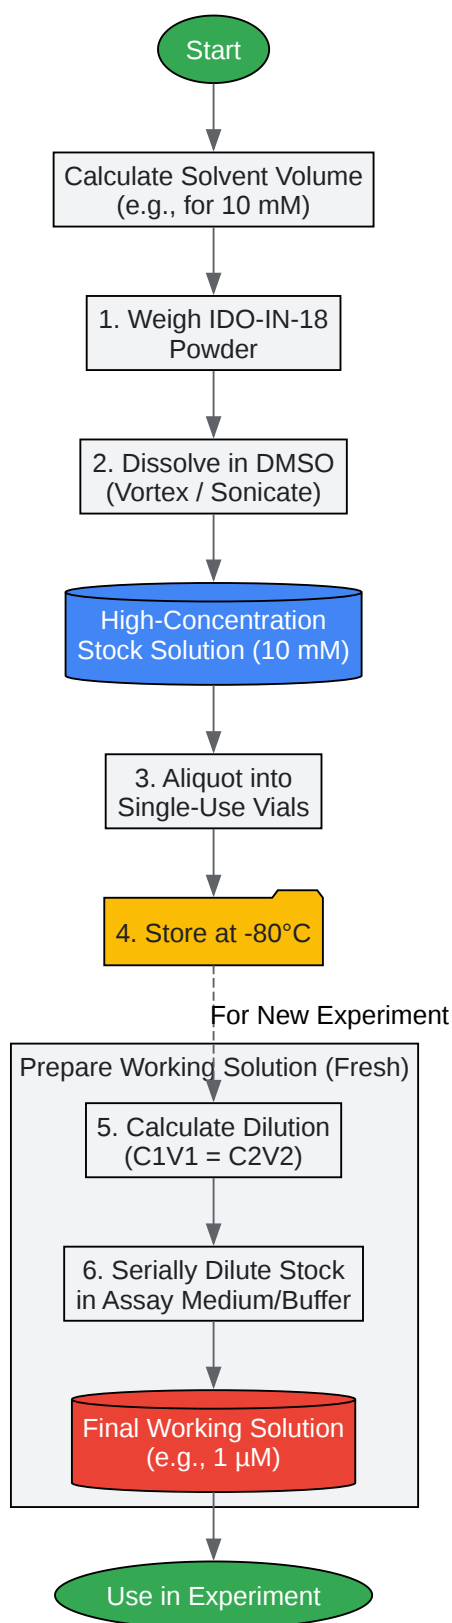 Start
Calculate Solvent Volume
(e.g., for 10 mM)
1. Weigh IDO-IN-18
Powder
2. Dissolve in DMSO
(Vortex / Sonicate)
High-Concentration
Stock Solution (10 mM)
3. Aliquot into
Single-Use Vials
4. Store at -80°C
For New Experiment
Prepare Working Solution (Fresh)
5. Calculate Dilution
(C1V1 = C2V2)
6. Serially Dilute Stock
in Assay Medium/Buffer
Final Working Solution
(e.g., 1 µM)
Use in Experiment